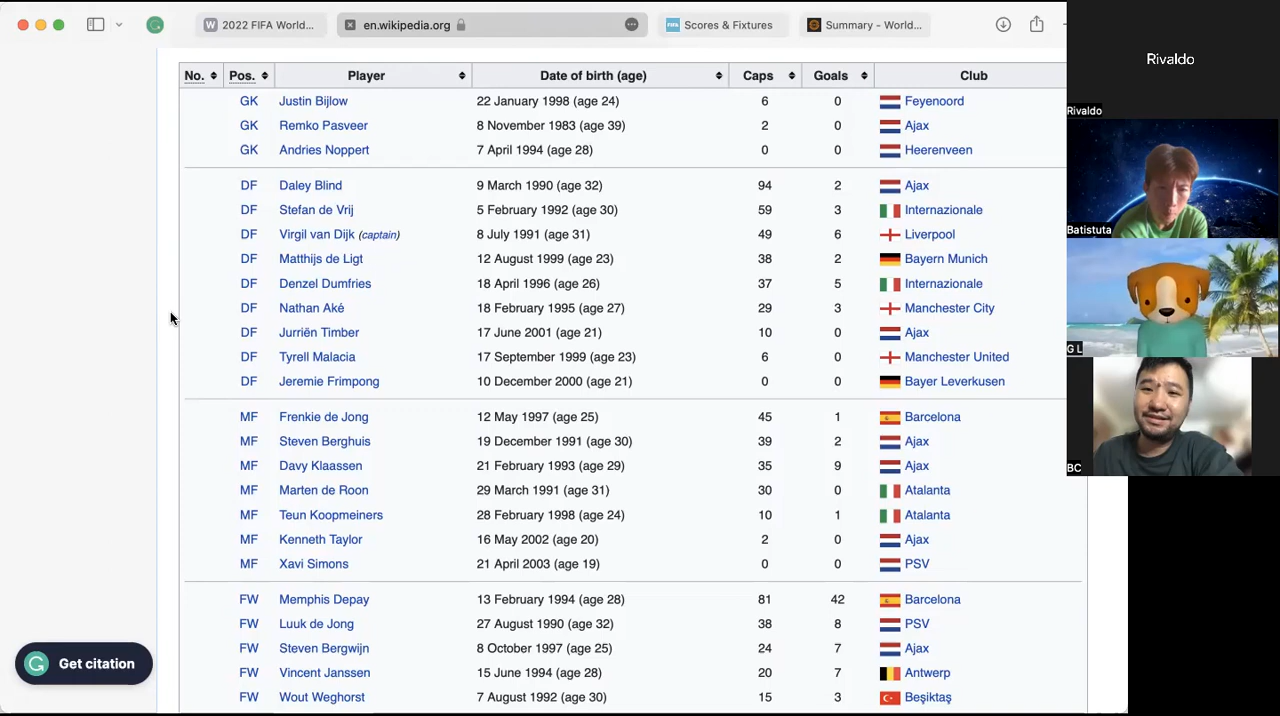 2022 FIFA World... en.wikipedia.org Scores & Fixtures Summary - World...
Rivaldo
No. Pos. Player Date of birth (age) Caps Goals Club
GK Justin Bijlow 22 January 1998 (age 24) 6 0 Feyenoord
Rivaldo
GK Remko Pasveer 8 November 1983 (age 39) 2 0 Ajax
GK Andries Noppert 7 April 1994 (age 28) 0 0 Heerenveen
DF Daley Blind 9 March 1990 (age 32) 94 2 Ajax
DF Stefan de Vrij 5 February 1992 (age 30) 59 3 Internazionale
Batistuta
DF Virgil van Dijk (captain) 8 July 1991 (age 31) 49 6 Liverpool
DF Matthijs de Ligt 12 August 1999 (age 23) 38 2 Bayern Munich
DF Denzel Dumfries 18 April 1996 (age 26) 37 5 Internazionale
DF Nathan Aké 18 February 1995 (age 27) 29 3 Manchester City
DF Jurriën Timber 17 June 2001 (age 21) 10 0 Ajax
G L
DF Tyrell Malacia 17 September 1999 (age 23) 6 0 Manchester United
DF Jeremie Frimpong 10 December 2000 (age 21) 0 0 Bayer Leverkusen
MF Frenkie de Jong 12 May 1997 (age 25) 45 1 Barcelona
MF Steven Berghuis 19 December 1991 (age 30) 39 2 Ajax
MF Davy Klaassen 21 February 1993 (age 29) 35 9 Ajax
BC
MF Marten de Roon 29 March 1991 (age 31) 30 0 Atalanta
MF Teun Koopmeiners 28 February 1998 (age 24) 10 1 Atalanta
MF Kenneth Taylor 16 May 2002 (age 20) 2 0 Ajax
MF Xavi Simons 21 April 2003 (age 19) 0 0 PSV
FW Memphis Depay 13 February 1994 (age 28) 81 42 Barcelona
FW Luuk de Jong 27 August 1990 (age 32) 38 8 PSV
FW Steven Bergwijn 8 October 1997 (age 25) 24 7 Ajax
Get citation
FW Vincent Janssen 15 June 1994 (age 28) 20 7 Antwerp
FW Wout Weghorst 7 August 1992 (age 30) 15 3 Beşiktaş